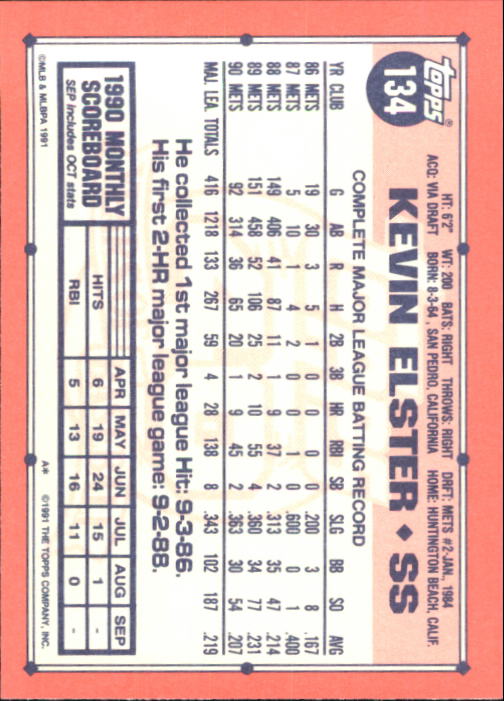 Topps®
134
HT: 6'2" WT: 200 BATS: RIGHT THROWS: RIGHT DRFT: METS #2-JAN., 1984
ACQ: VIA DRAFT BORN: 8-3-64, SAN PEDRO, CALIFORNIA HOME: HUNTINGTON BEACH, CALIF.
KEVIN ELSTER ◆ SS
COMPLETE MAJOR LEAGUE BATTING RECORD
YR CLUB G AB R H 2B 3B HR RBI SB SLG BB SO AVG
86 METS 19 30 3 5 1 0 0 0 0 .200 3 8 .167
87 METS 5 10 1 4 2 0 0 1 0 .600 0 1 .400
88 METS 149 406 41 87 11 1 9 37 2 .313 35 47 .214
89 METS 151 458 52 106 25 2 10 55 4 .360 34 77 .231
90 METS 92 314 36 65 20 1 9 45 2 .363 30 54 .207
MAJ. LEA. TOTALS 416 1218 133 267 59 4 28 138 8 .343 102 187 .219
He collected 1st major league Hit: 9-3-86.
His first 2-HR major league game: 9-2-88.
1990 MONTHLY
SCOREBOARD
SEP includes OCT stats
APR MAY JUN JUL AUG SEP
HITS 6 19 24 15 1 -
RBI 5 13 16 11 0 -
©MLB & MLBPA 1991 A* ©1991 THE TOPPS COMPANY, INC.